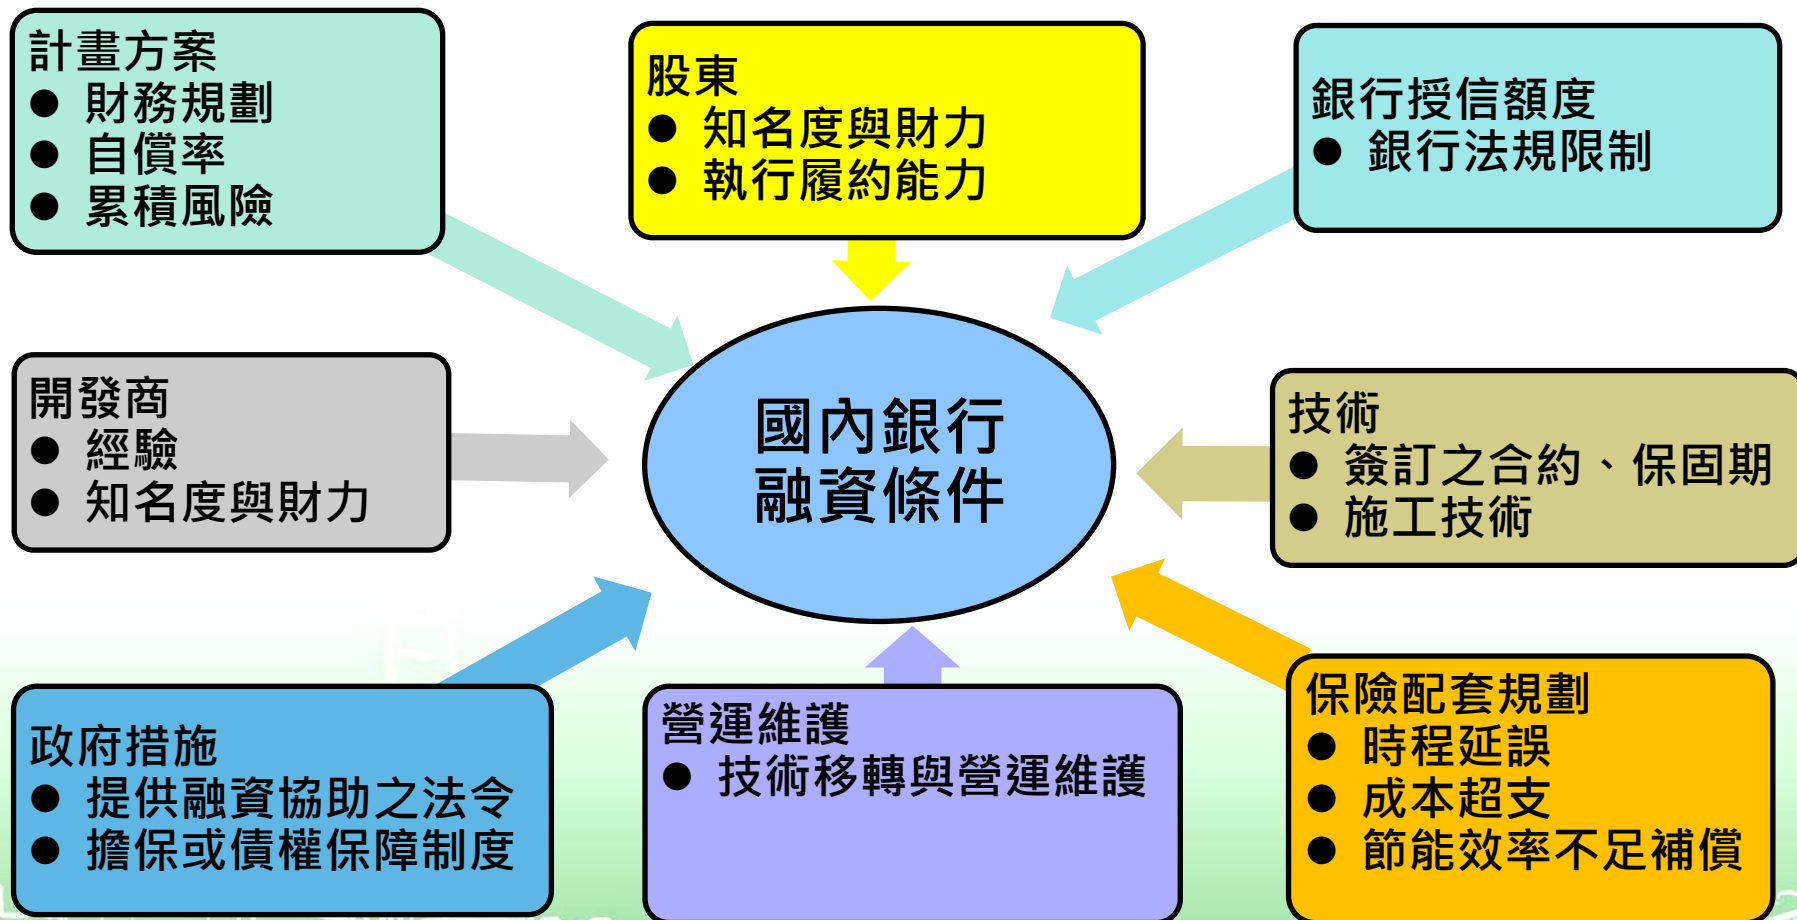 計畫方案
● 財務規劃
● 自償率
● 累積風險
股東
● 知名度與財力
● 執行履約能力
銀行授信額度
● 銀行法規限制
開發商
● 經驗
● 知名度與財力
國內銀行
融資條件
技術
● 簽訂之合約、保固期
● 施工技術
政府措施
● 提供融資協助之法令
● 擔保或債權保障制度
營運維護
● 技術移轉與營運維護
保險配套規劃
● 時程延誤
● 成本超支
● 節能效率不足補償